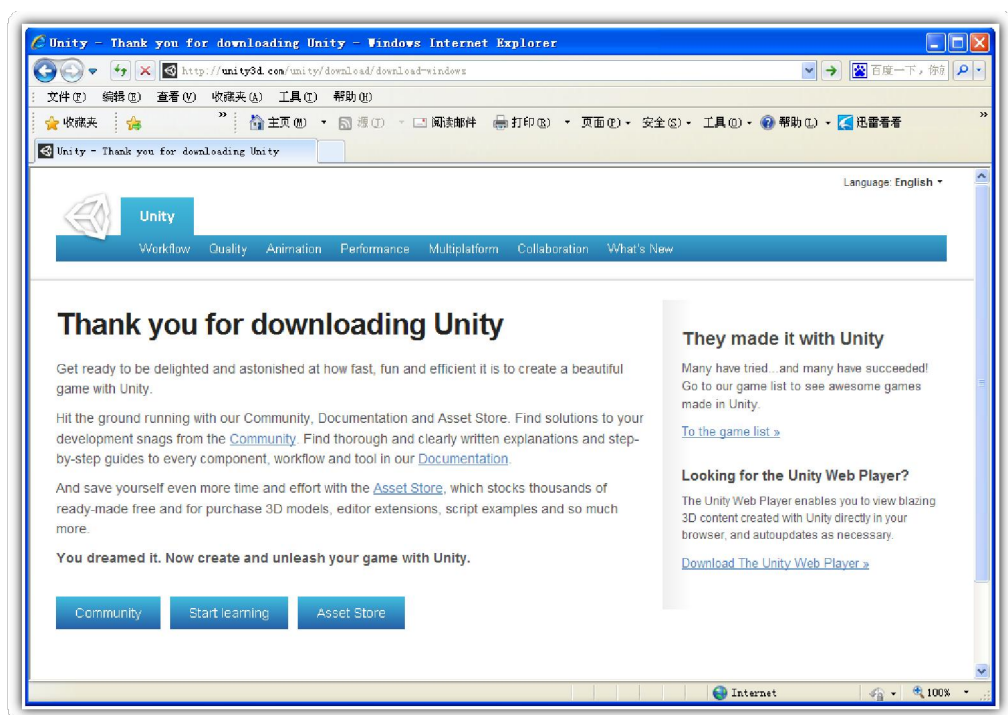 Unity - Thank you for downloading Unity - Windows Internet Explorer
http://unity3d.com/unity/download/download-windows
百度一下，你
文件(F) 编辑(E) 查看(V) 收藏夹(A) 工具(T) 帮助(H)
收藏夹 » 主页(M) 源(J) 阅读邮件 打印(R) 页面(P) 安全(S) 工具(O) 帮助(L) 迅雷看看 »
Unity - Thank you for downloading Unity
Language: English
Unity
Workflow Quality Animation Performance Multiplatform Collaboration What's New
Thank you for downloading Unity
Get ready to be delighted and astonished at how fast, fun and efficient it is to create a beautiful
game with Unity.
Hit the ground running with our Community, Documentation and Asset Store. Find solutions to your
development snags from the Community. Find thorough and clearly written explanations and step-
by-step guides to every component, workflow and tool in our Documentation.
And save yourself even more time and effort with the Asset Store, which stocks thousands of
ready-made free and for purchase 3D models, editor extensions, script examples and so much
more.
You dreamed it. Now create and unleash your game with Unity.
Community Start learning Asset Store
They made it with Unity
Many have tried...and many have succeeded!
Go to our game list to see awesome games
made in Unity.
To the game list »
Looking for the Unity Web Player?
The Unity Web Player enables you to view blazing
3D content created with Unity directly in your
browser, and autoupdates as necessary.
Download The Unity Web Player »
Internet 100%